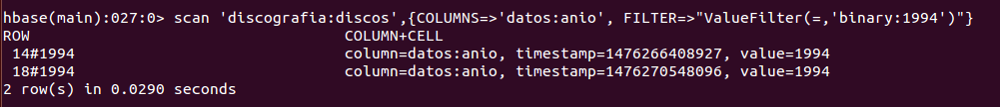 hbase(main):027:0> scan 'discografia:discos',{COLUMNS=>'datos:anio', FILTER=>"ValueFilter(=,'binary:1994')"}
ROW COLUMN+CELL
14#1994 column=datos:anio, timestamp=1476266408927, value=1994
18#1994 column=datos:anio, timestamp=1476270548096, value=1994
2 row(s) in 0.0290 seconds